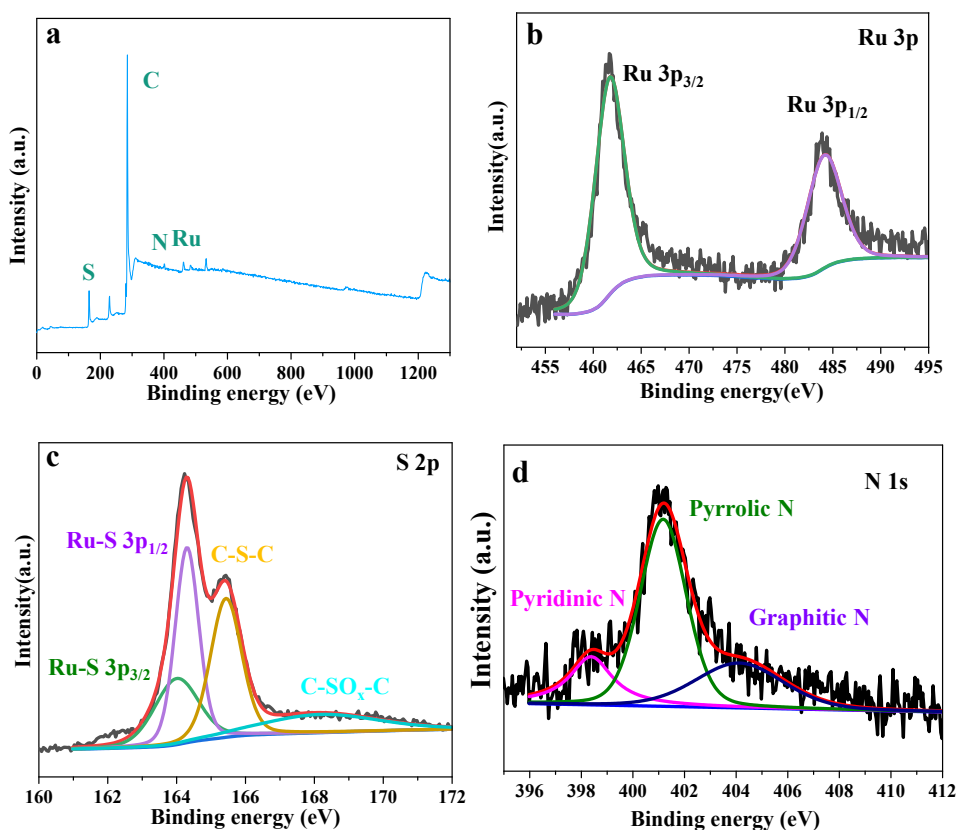 a
C
N Ru
S
Intensity (a.u.)
0 200 400 600 800 1000 1200
Binding energy (eV)
b
Ru 3p
Ru 3p3/2
Ru 3p1/2
Intensity(a.u.)
455 460 465 470 475 480 485 490 495
Binding energy(eV)
c
S 2p
Ru-S 3p1/2
C-S-C
Ru-S 3p3/2
C-SOx-C
Intensity(a.u.)
160 162 164 166 168 170 172
Binding energy (eV)
d
N 1s
Pyrrolic N
Pyridinic N
Graphitic N
Intensity (a.u.)
396 398 400 402 404 406 408 410 412
Binding energy (eV)